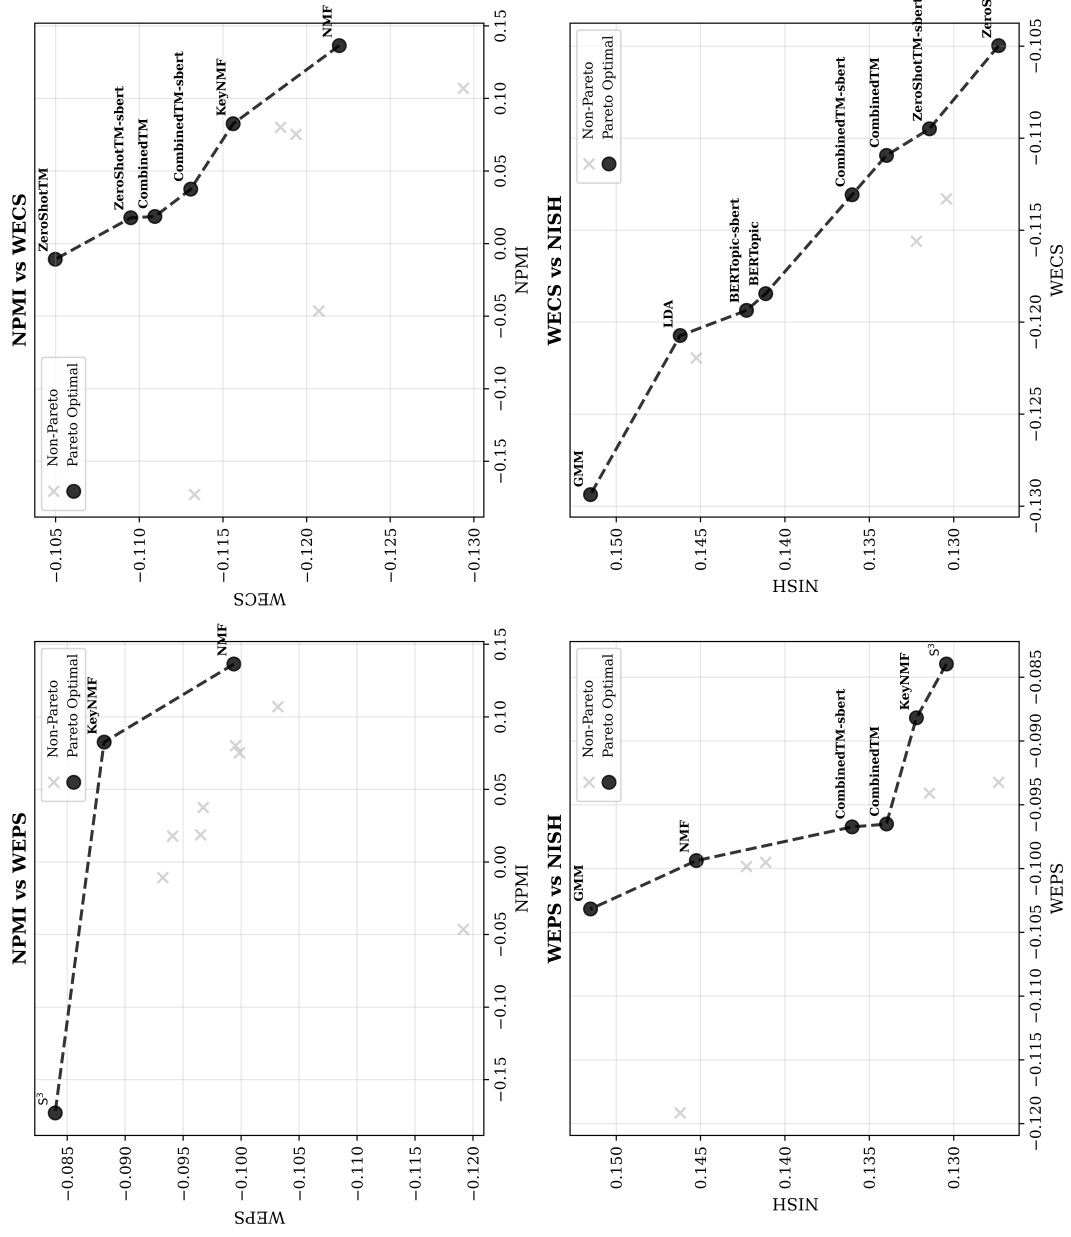 NPMI vs WEPS
Non-Pareto
Pareto Optimal
S³
KeyNMF
NMF
−0.085
−0.090
−0.095
−0.100
−0.105
−0.110
−0.115
−0.120
WEPS
−0.15
−0.10
−0.05
0.00
0.05
0.10
0.15
NPMI
NPMI vs WECS
Non-Pareto
Pareto Optimal
ZeroShotTM
ZeroShotTM-sbert
CombinedTM
CombinedTM-sbert
KeyNMF
NMF
−0.105
−0.110
−0.115
−0.120
−0.125
−0.130
WECS
−0.15
−0.10
−0.05
0.00
0.05
0.10
0.15
NPMI
WEPS vs NISH
Non-Pareto
Pareto Optimal
GMM
NMF
CombinedTM-sbert
CombinedTM
KeyNMF
S³
0.150
0.145
0.140
0.135
0.130
NISH
−0.120
−0.115
−0.110
−0.105
−0.100
−0.095
−0.090
−0.085
WEPS
WECS vs NISH
Non-Pareto
Pareto Optimal
GMM
LDA
BERTopic-sbert
BERTopic
CombinedTM-sbert
CombinedTM
ZeroShotTM-sbert
ZeroS
0.150
0.145
0.140
0.135
0.130
NISH
−0.130
−0.125
−0.120
−0.115
−0.110
−0.105
WECS